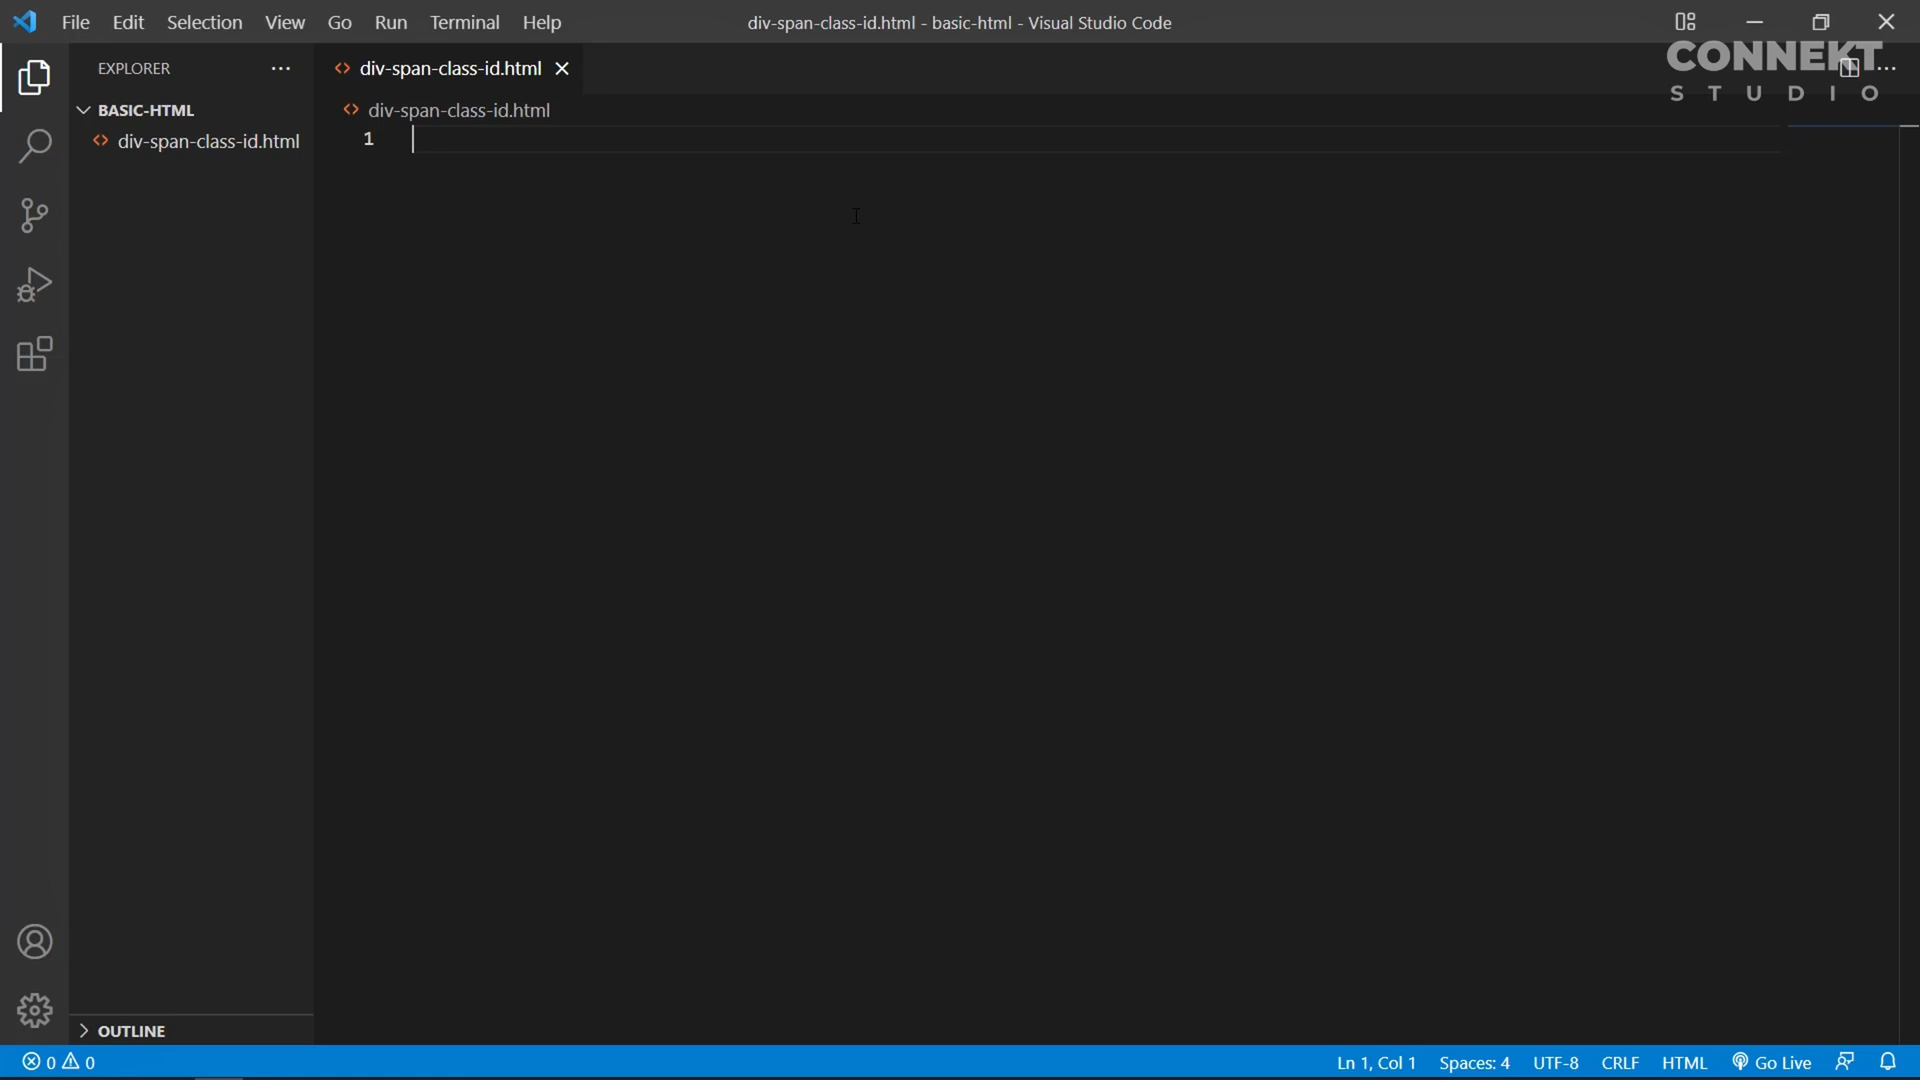 File Edit Selection View Go Run Terminal Help
div-span-class-id.html - basic-html - Visual Studio Code
CONNEKT
STUDIO
EXPLORER
div-span-class-id.html
BASIC-HTML
div-span-class-id.html
div-span-class-id.html
1
OUTLINE
0 0
Ln 1, Col 1 Spaces: 4 UTF-8 CRLF HTML Go Live